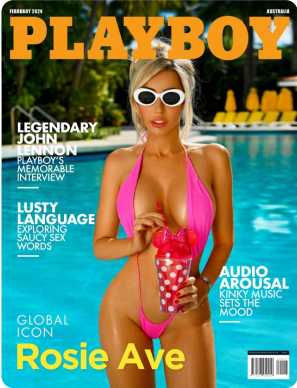 FEBRUARY 2024
AUSTRALIA
PLAYBOY
LEGENDARY
JOHN
LENNON
PLAYBOY'S
MEMORABLE
INTERVIEW
LUSTY
LANGUAGE
EXPLORING
SAUCY SEX
WORDS
AUDIO
AROUSAL
KINKY MUSIC
SETS THE
MOOD
GLOBAL
ICON
Rosie Ave